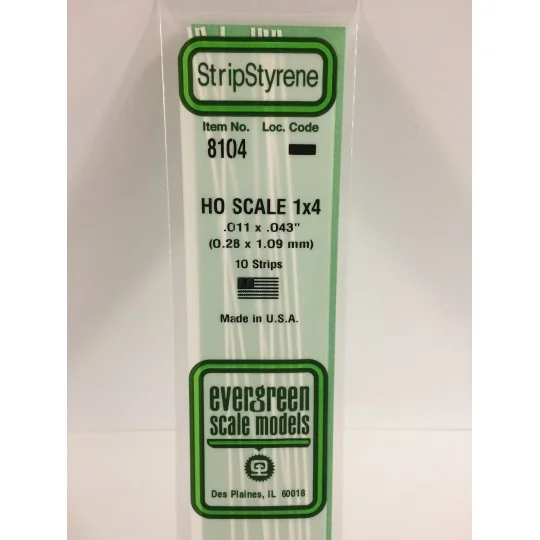 StripStyrene
Item No. Loc. Code
8104
HO SCALE 1x4
.011 x .043"
(0.28 x 1.09 mm)
10 Strips
Made in U.S.A.
evergreen
scale models
Des Plaines, IL 60018